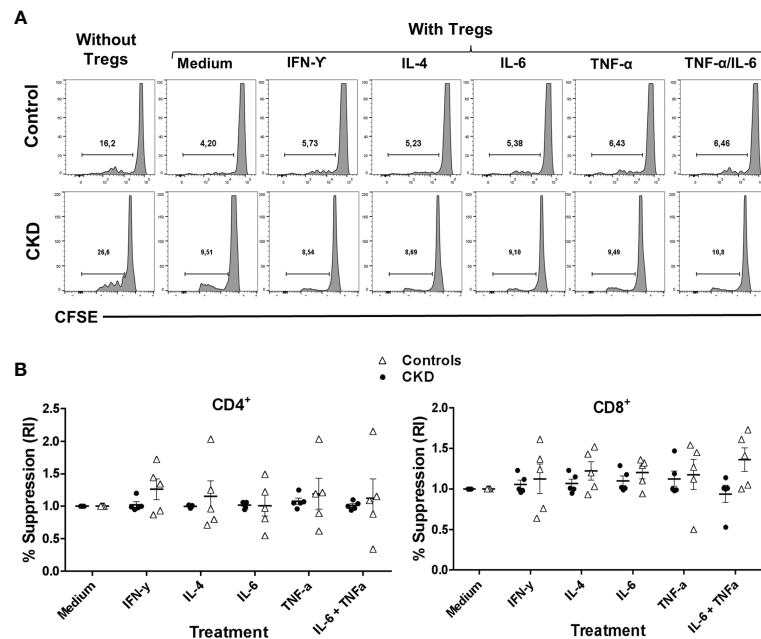 A
Without
Tregs
With Tregs
Medium
IFN-ϒ
IL-4
IL-6
TNF-α
TNF-α/IL-6
Control
16,2
4,20
5,73
5,23
5,38
6,43
6,46
CKD
26,6
9,51
8,54
8,69
9,10
9,49
10,8
CFSE
B
△ Controls
● CKD
CD4+
% Suppression (RI)
2.5
2.0
1.5
1.0
0.5
0.0
Medium
IFN-y
IL-4
IL-6
TNF-a
IL-6 + TNFa
Treatment
CD8+
% Suppression (RI)
2.0
1.5
1.0
0.5
0.0
Medium
IFN-y
IL-4
IL-6
TNF-a
IL-6 + TNFa
Treatment